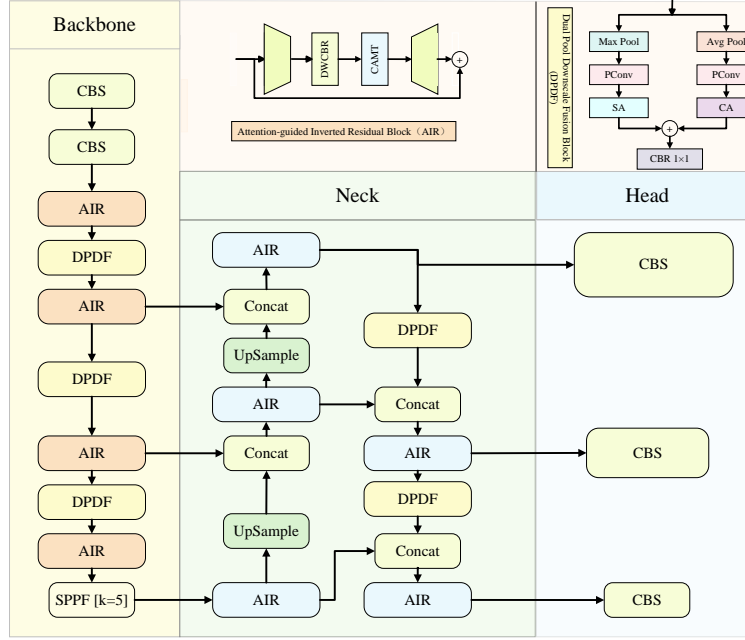 Backbone
CBS
CBS
AIR
DPDF
AIR
DPDF
AIR
DPDF
AIR
SPPF [k=5]
DWCBR
CAMT
+
Attention-guided Inverted Residual Block（AIR）
Dual Pool Downscale Fusion Block
(DPDF)
Max Pool
Avg Pool
PConv
PConv
SA
CA
+
CBR 1×1
Neck
AIR
Concat
UpSample
AIR
Concat
UpSample
AIR
DPDF
Concat
AIR
DPDF
Concat
AIR
Head
CBS
CBS
CBS